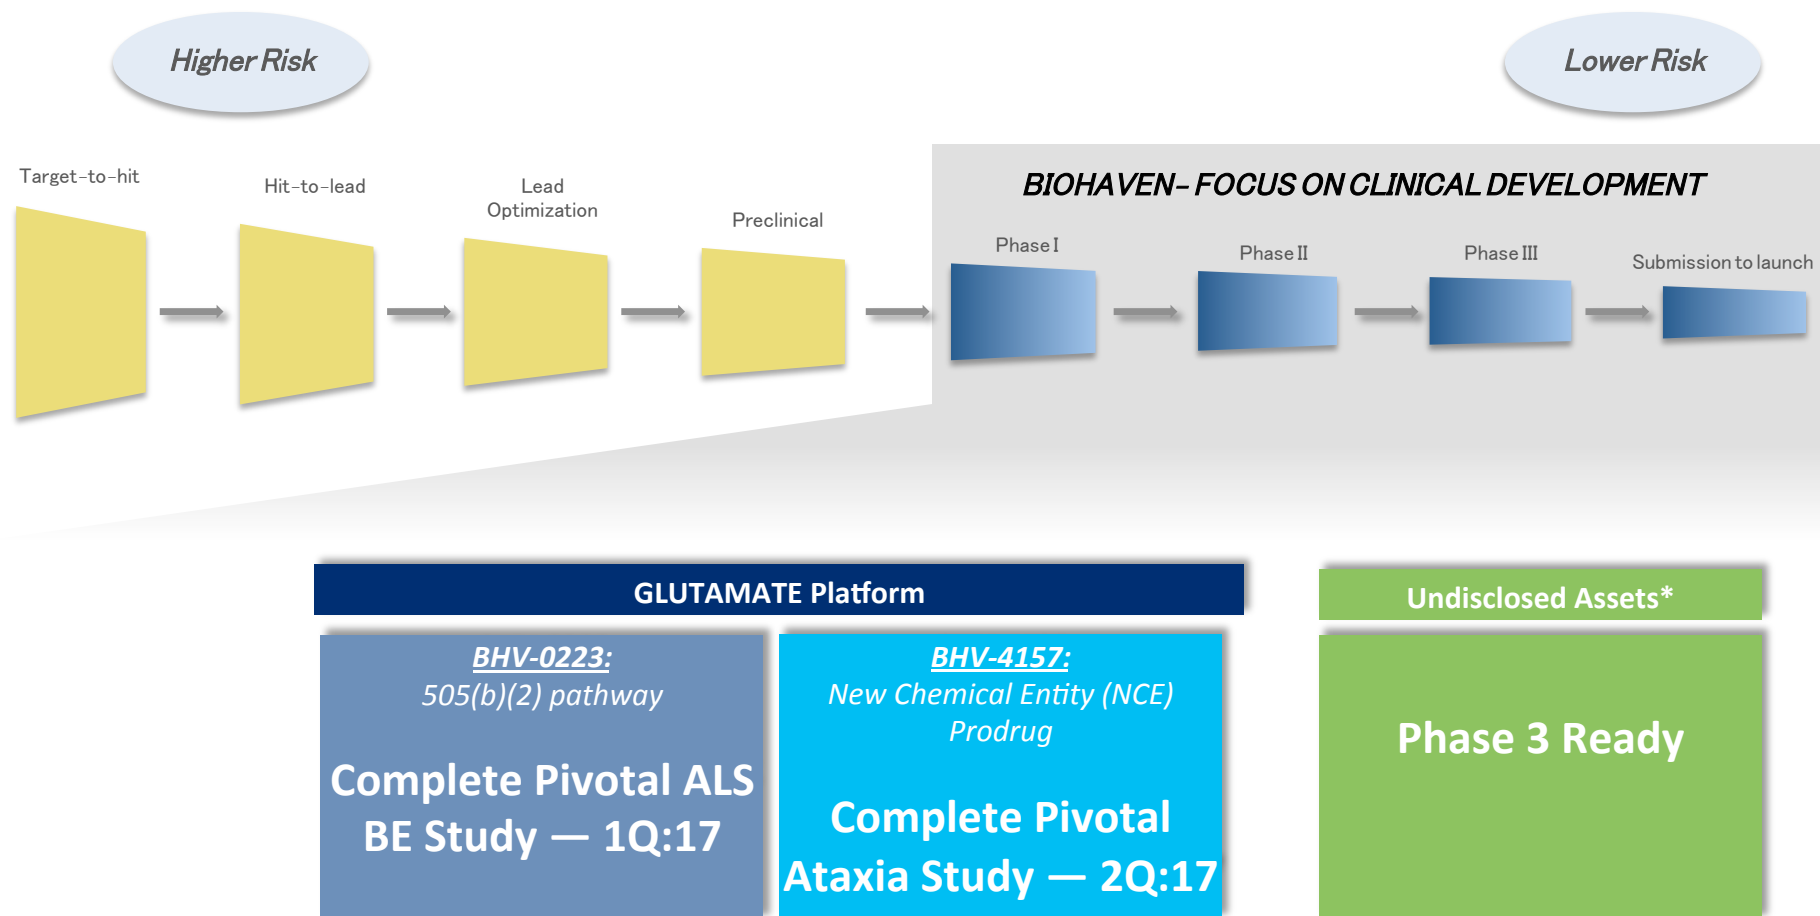 Higher Risk
Lower Risk
Target-to-hit
Hit-to-lead
Lead
Optimization
Preclinical
BIOHAVEN- FOCUS ON CLINICAL DEVELOPMENT
Phase I
Phase II
Phase III
Submission to launch
GLUTAMATE Platform
BHV-0223:
505(b)(2) pathway
Complete Pivotal ALS
BE Study — 1Q:17
BHV-4157:
New Chemical Entity (NCE)
Prodrug
Complete Pivotal
Ataxia Study — 2Q:17
Undisclosed Assets*
Phase 3 Ready